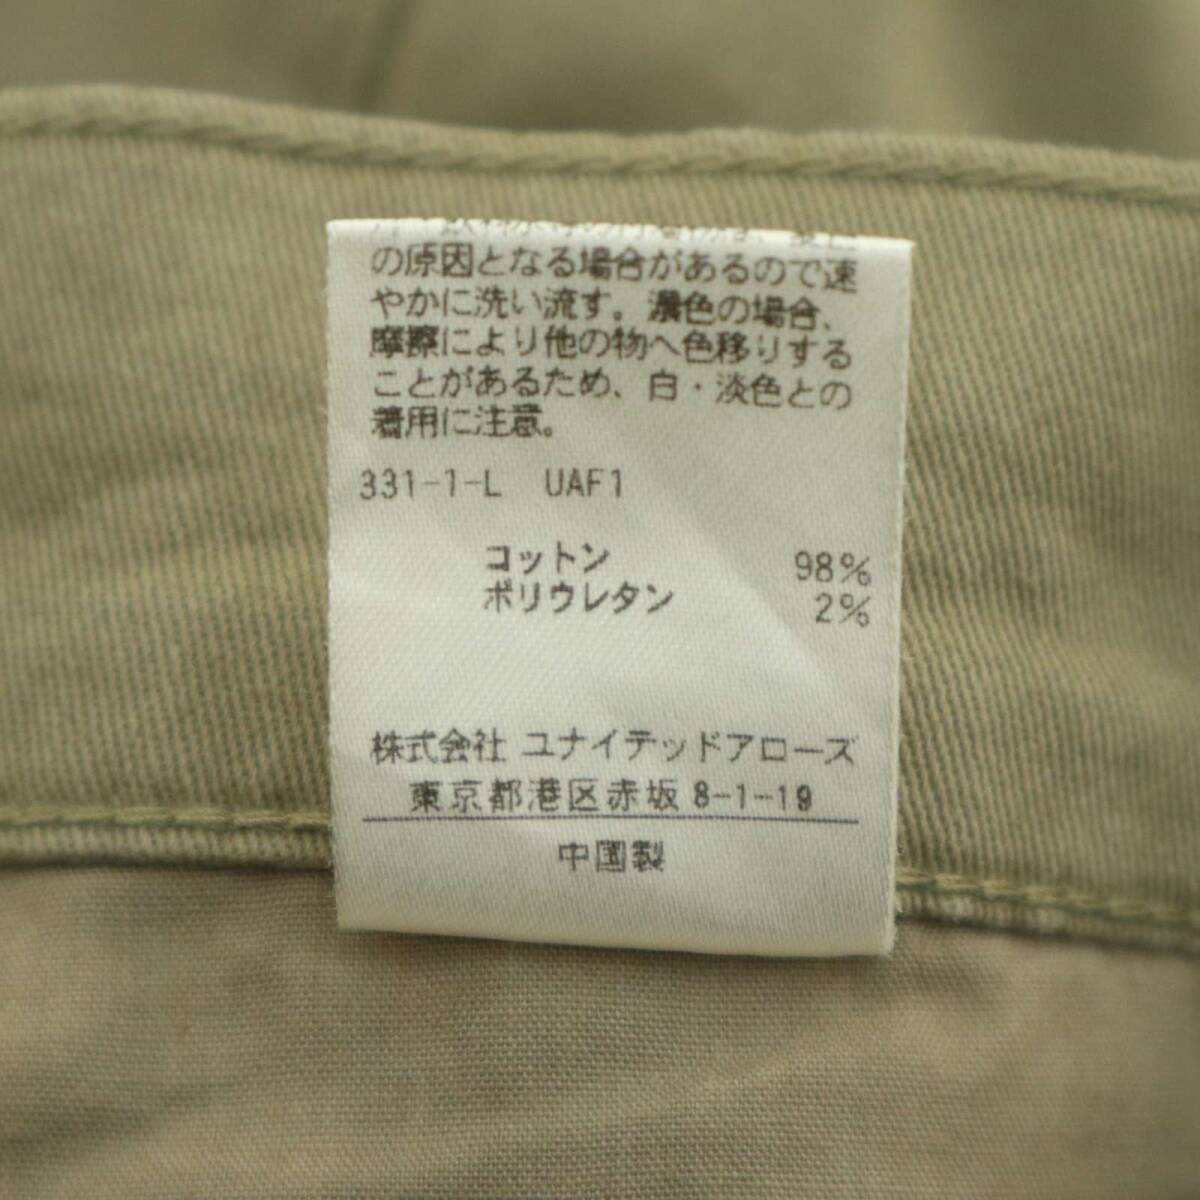 の原因となる場合があるので速
やかに洗い流す。濃色の場合、
摩擦により他の物へ色移りする
ことがあるため、白・淡色との
着用に注意。
331-1-L UAF1
コットン 98%
ポリウレタン 2%
株式会社 ユナイテッドアローズ
東京都港区赤坂 8-1-19
中国製